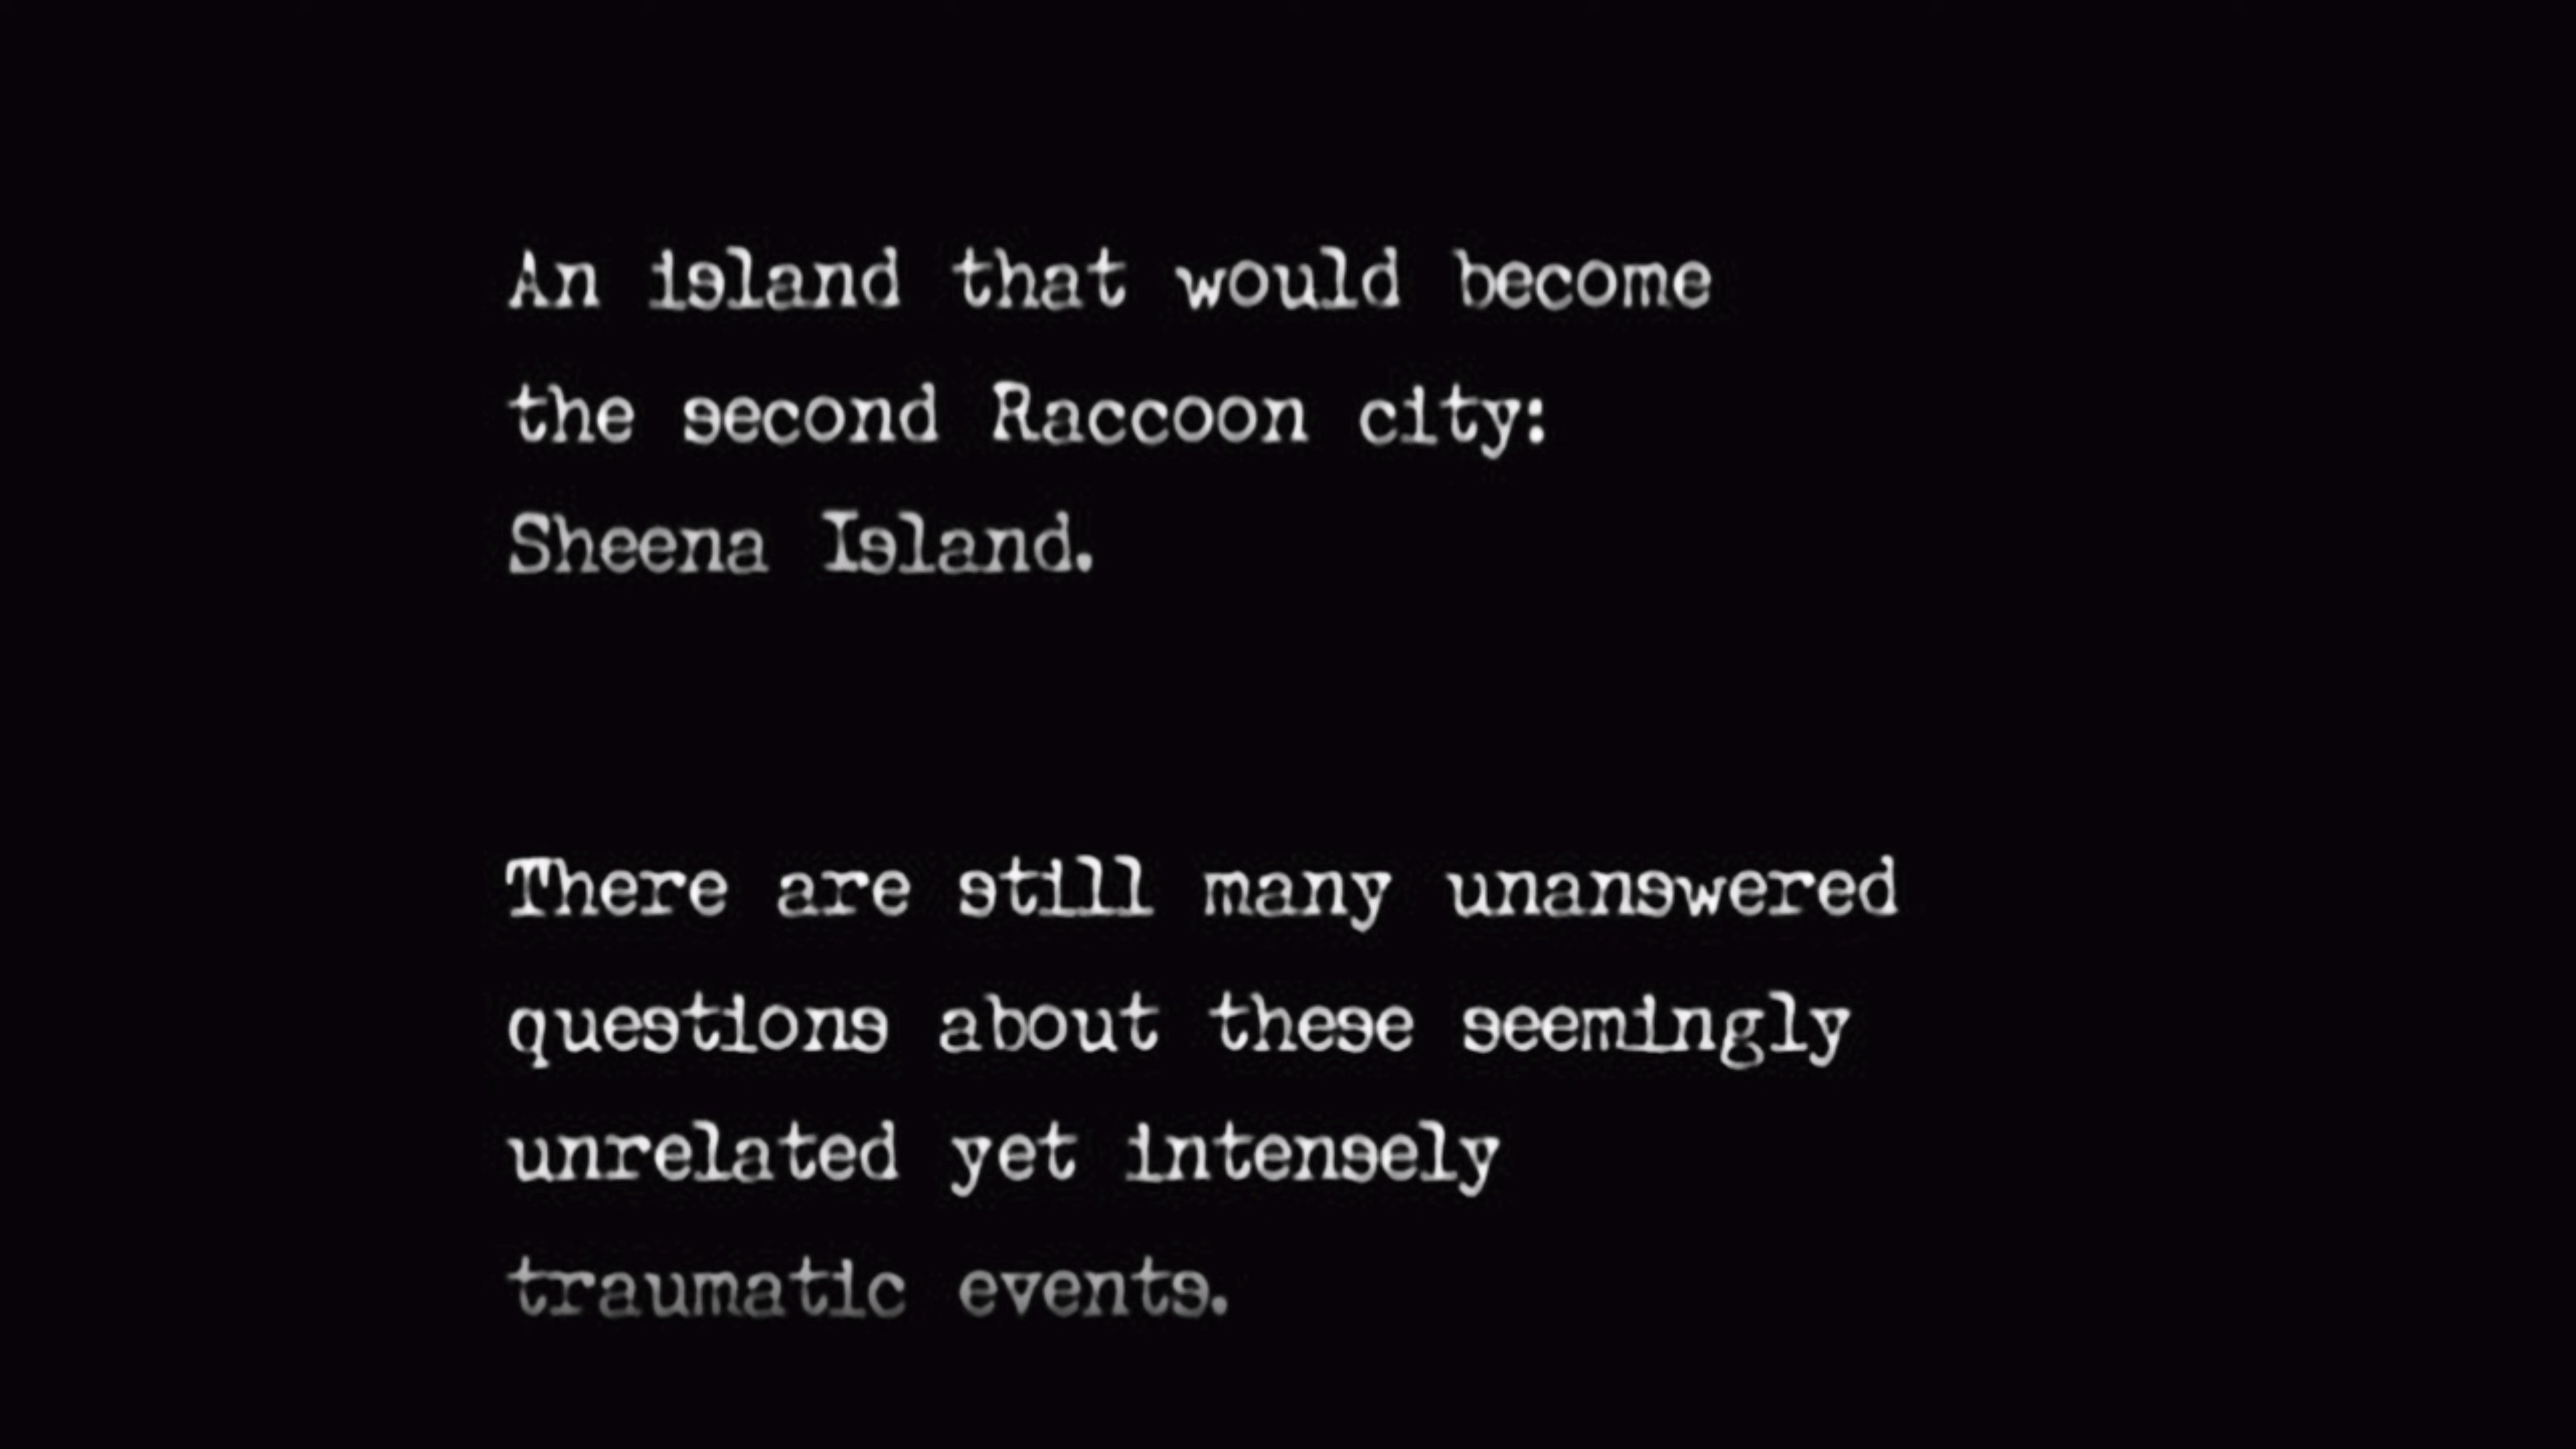 An island that would become
the second Raccoon city:
Sheena Island.
There are still many unanswered
questions about these seemingly
unrelated yet intensely
traumatic events.